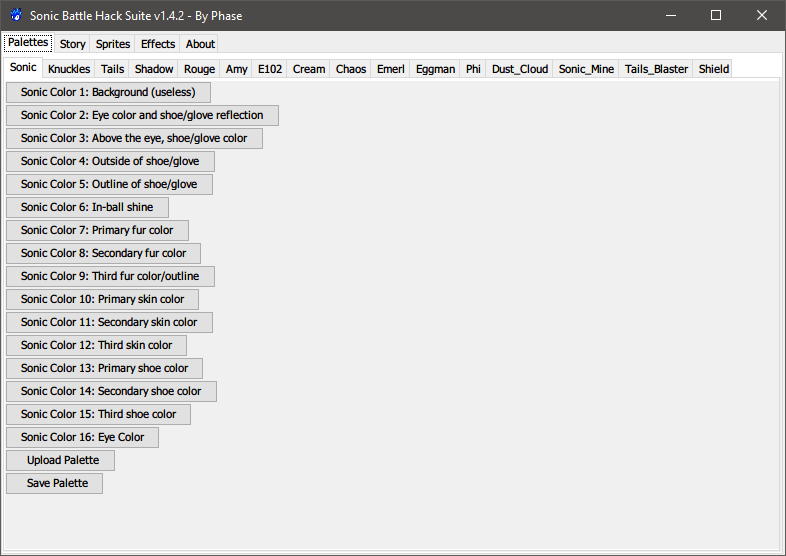 Sonic Battle Hack Suite v1.4.2 - By Phase
Palettes Story Sprites Effects About
Sonic Knuckles Tails Shadow Rouge Amy E102 Cream Chaos Emerl Eggman Phi Dust_Cloud Sonic_Mine Tails_Blaster Shield
Sonic Color 1: Background (useless)
Sonic Color 2: Eye color and shoe/glove reflection
Sonic Color 3: Above the eye, shoe/glove color
Sonic Color 4: Outside of shoe/glove
Sonic Color 5: Outline of shoe/glove
Sonic Color 6: In-ball shine
Sonic Color 7: Primary fur color
Sonic Color 8: Secondary fur color
Sonic Color 9: Third fur color/outline
Sonic Color 10: Primary skin color
Sonic Color 11: Secondary skin color
Sonic Color 12: Third skin color
Sonic Color 13: Primary shoe color
Sonic Color 14: Secondary shoe color
Sonic Color 15: Third shoe color
Sonic Color 16: Eye Color
Upload Palette
Save Palette